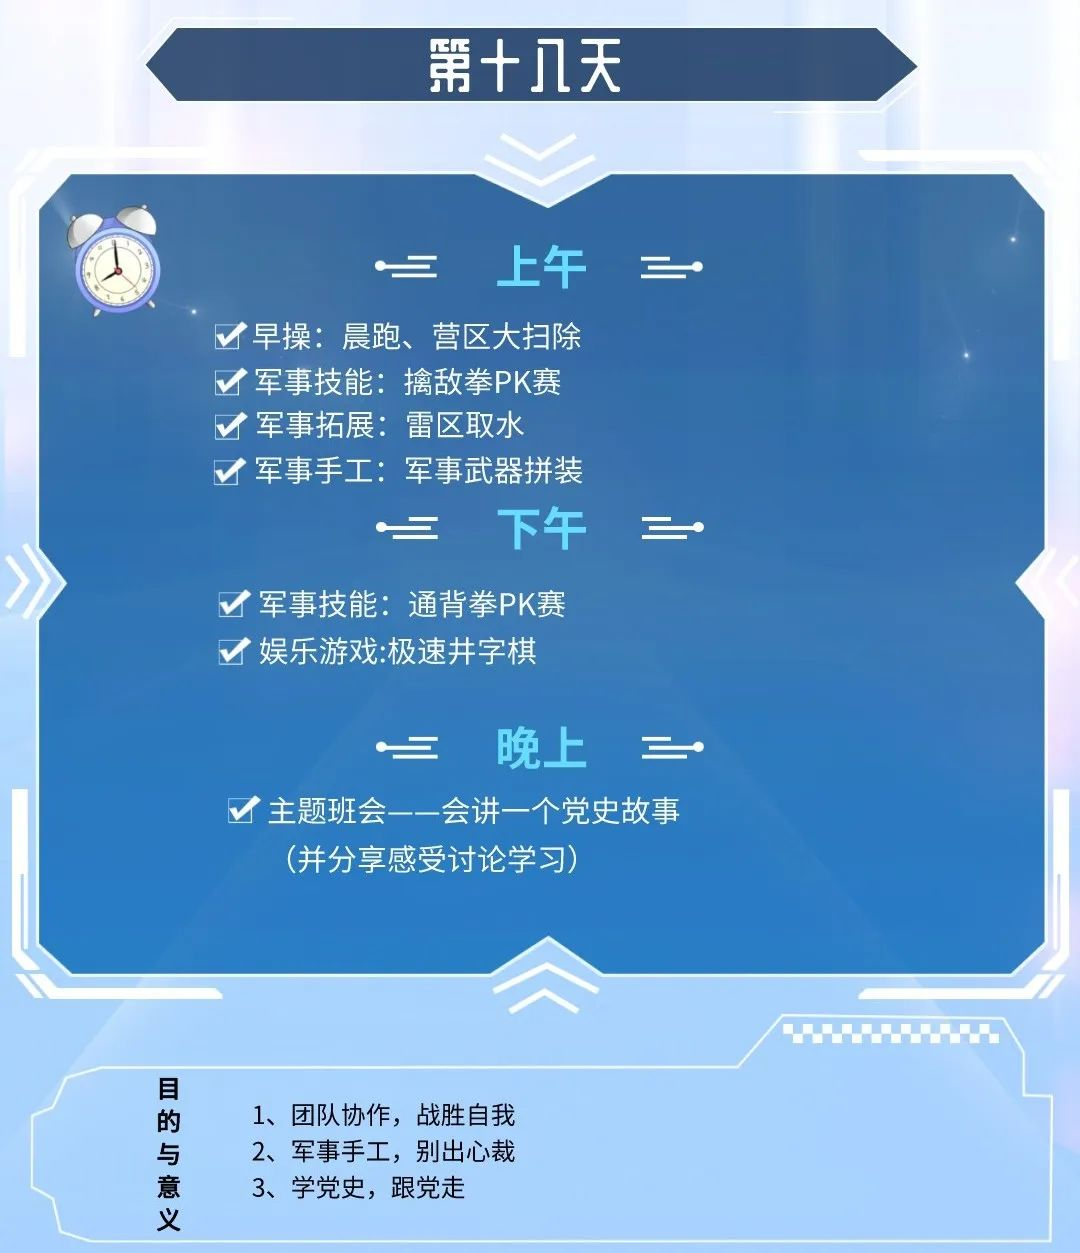 第十八天
上午
早操：晨跑、营区大扫除
军事技能：擒敌拳PK赛
军事拓展：雷区取水
军事手工：军事武器拼装
下午
军事技能：通背拳PK赛
娱乐游戏:极速井字棋
晚上
主题班会——会讲一个党史故事
（并分享感受讨论学习）
目的与意义
1、团队协作，战胜自我
2、军事手工，别出心裁
3、学党史，跟党走